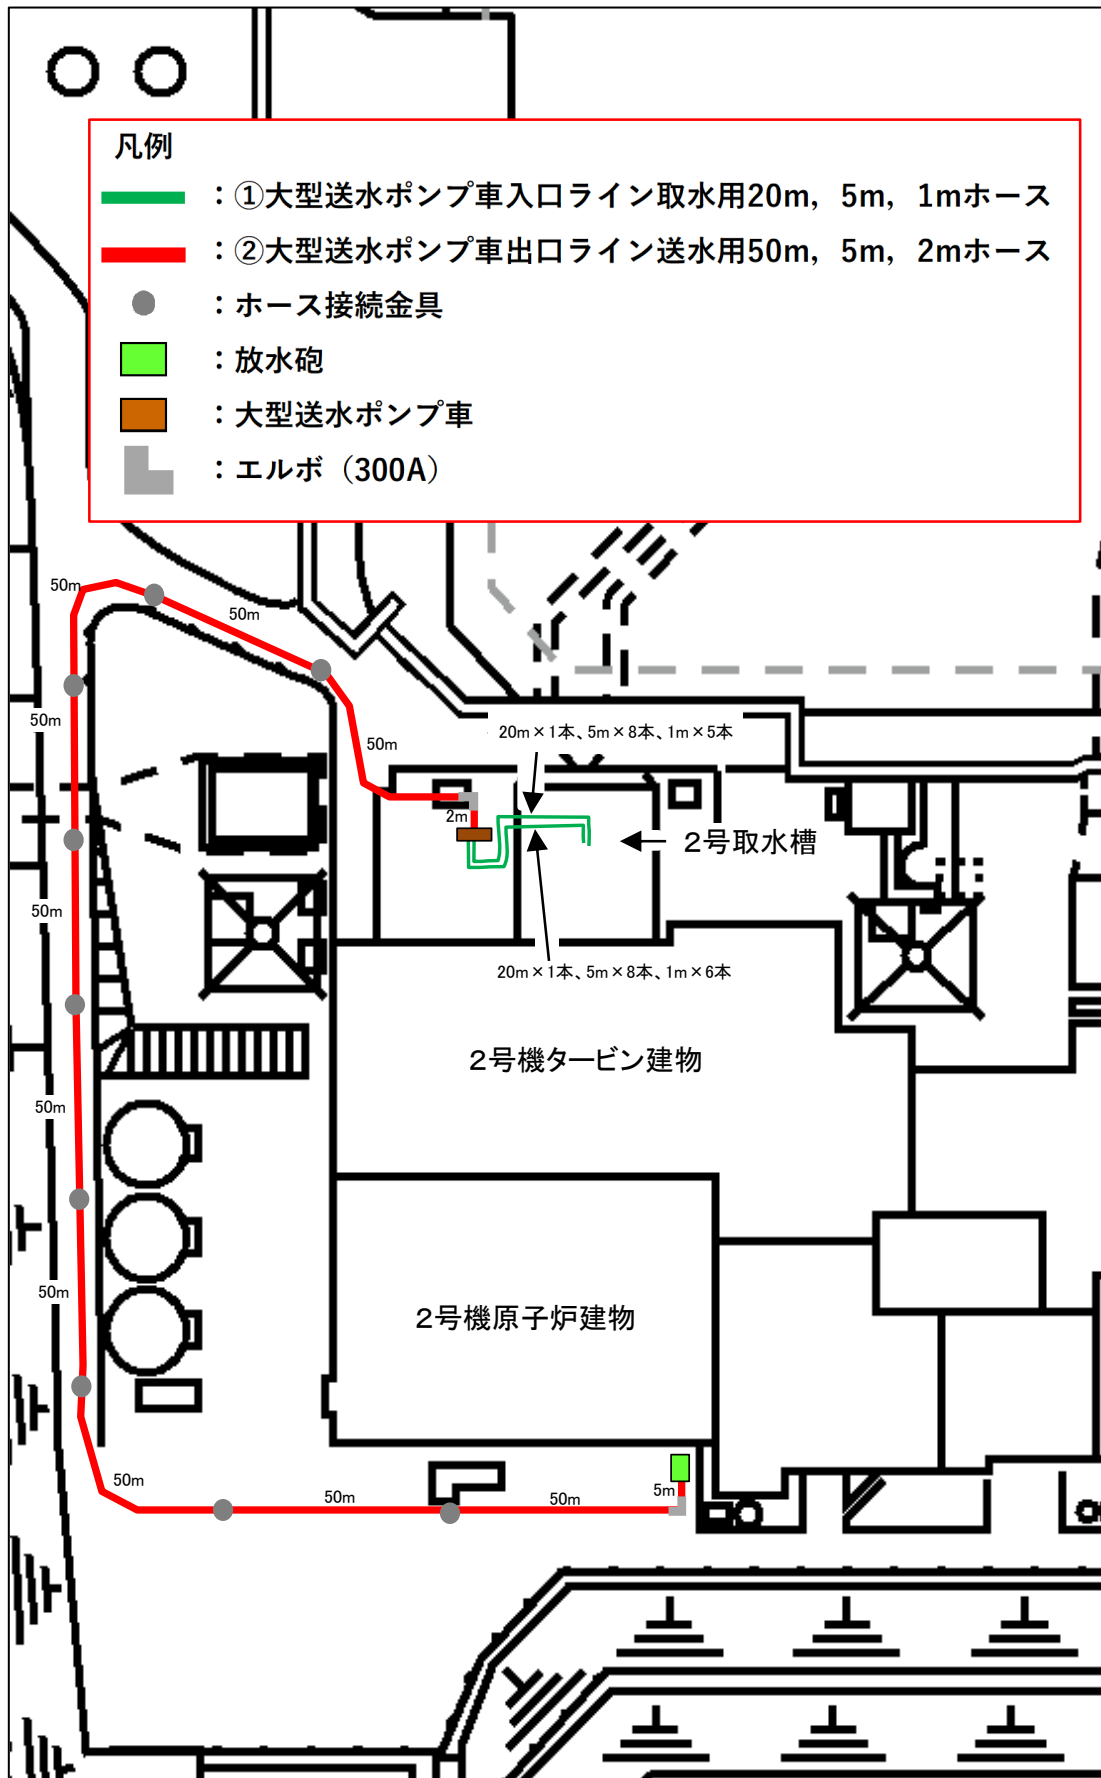 凡例
：①大型送水ポンプ車入口ライン取水用20m，5m，1mホース
：②大型送水ポンプ車出口ライン送水用50m，5m，2mホース
：ホース接続金具
：放水砲
：大型送水ポンプ車
：エルボ（300A）
50m
50m
50m
50m
20m×1本、5m×8本、1m×5本
2m
2号取水槽
50m
20m×1本、5m×8本、1m×6本
2号機タービン建物
50m
50m
2号機原子炉建物
50m
50m
50m
5m